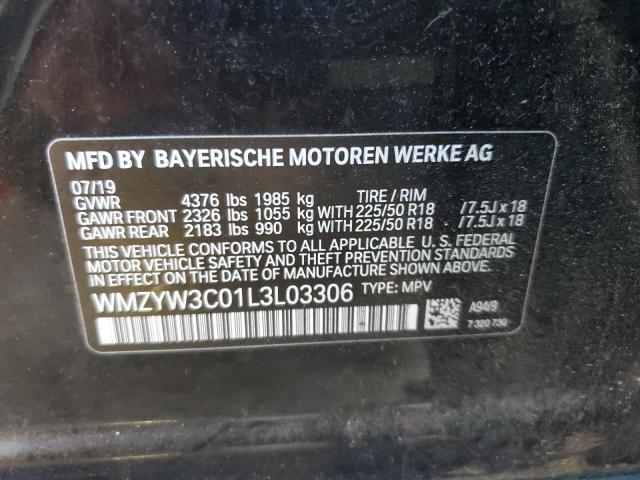 MFD BY BAYERISCHE MOTOREN WERKE AG
07/19
GVWR 4376 lbs 1985 kg TIRE / RIM
GAWR FRONT 2326 lbs 1055 kg WITH 225/50 R18 /7.5J x 18
GAWR REAR 2183 lbs 990 kg WITH 225/50 R18 /7.5J x 18
THIS VEHICLE CONFORMS TO ALL APPLICABLE U. S. FEDERAL
MOTOR VEHICLE SAFETY AND THEFT PREVENTION STANDARDS
IN EFFECT ON THE DATE OF MANUFACTURE SHOWN ABOVE.
WMZYW3C01L3L03306 TYPE: MPV
A94/9
7 320 730